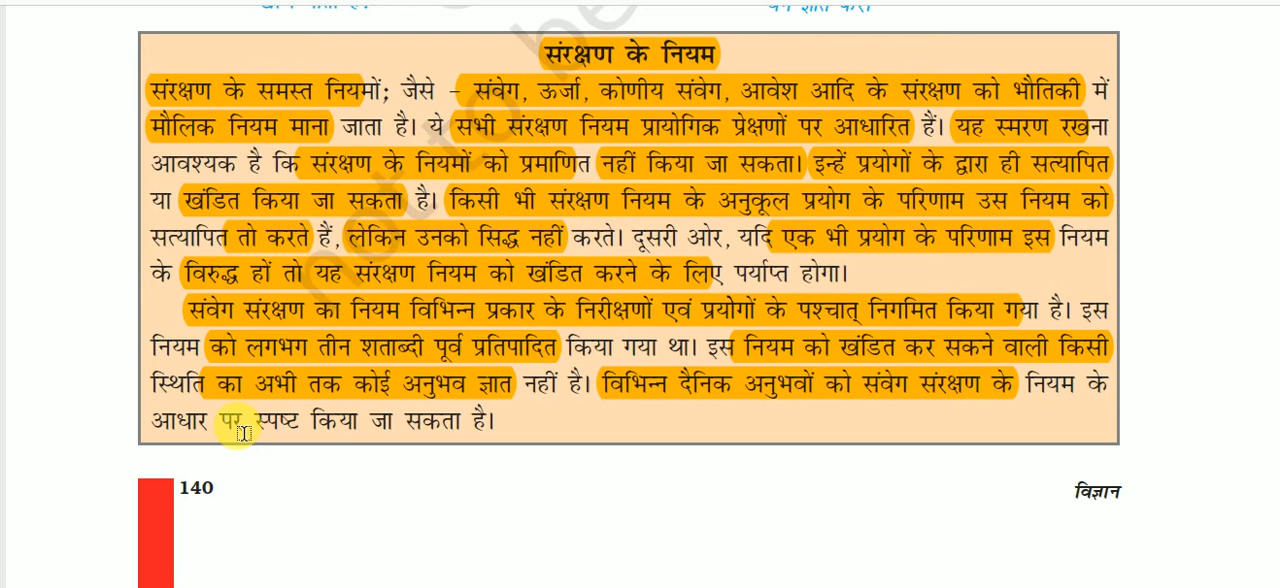 संरक्षण के नियम
संरक्षण के समस्त नियमों; जैसे – संवेग, ऊर्जा, कोणीय संवेग, आवेश आदि के संरक्षण को भौतिकी में
मौलिक नियम माना जाता है। ये सभी संरक्षण नियम प्रायोगिक प्रेक्षणों पर आधारित हैं। यह स्मरण रखना
आवश्यक है कि संरक्षण के नियमों को प्रमाणित नहीं किया जा सकता। इन्हें प्रयोगों के द्वारा ही सत्यापित
या खंडित किया जा सकता है। किसी भी संरक्षण नियम के अनुकूल प्रयोग के परिणाम उस नियम को
सत्यापित तो करते हैं, लेकिन उनको सिद्ध नहीं करते। दूसरी ओर, यदि एक भी प्रयोग के परिणाम इस नियम
के विरुद्ध हों तो यह संरक्षण नियम को खंडित करने के लिए पर्याप्त होगा।
संवेग संरक्षण का नियम विभिन्न प्रकार के निरीक्षणों एवं प्रयोगों के पश्चात् निगमित किया गया है। इस
नियम को लगभग तीन शताब्दी पूर्व प्रतिपादित किया गया था। इस नियम को खंडित कर सकने वाली किसी
स्थिति का अभी तक कोई अनुभव ज्ञात नहीं है। विभिन्न दैनिक अनुभवों को संवेग संरक्षण के नियम के
आधार पर स्पष्ट किया जा सकता है।
not to be
140
विज्ञान